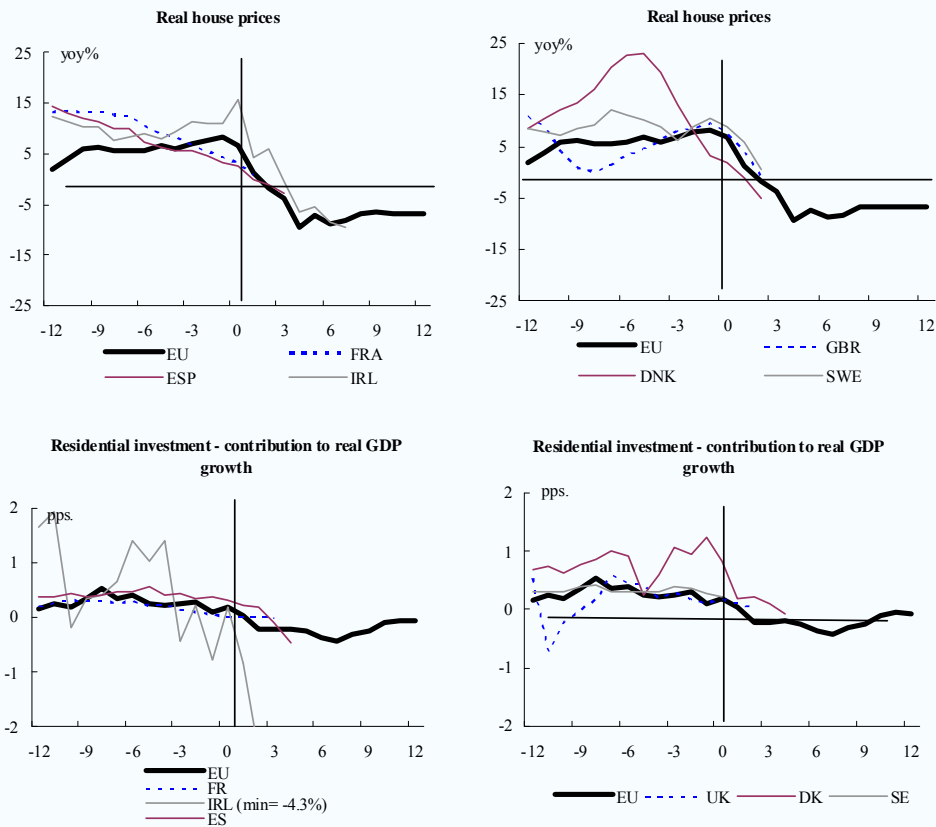 Real house prices
yoy%
25
15
5
-5
-15
-25
-12 -9 -6 -3 0 3 6 9 12
EU FRA
ESP IRL
Real house prices
yoy%
25
15
5
-5
-15
-25
-12 -9 -6 -3 0 3 6 9 12
EU GBR
DNK SWE
Residential investment - contribution to real GDP
growth
pps.
2
1
0
-1
-2
-12 -9 -6 -3 0 3 6 9 12
EU
FR
IRL (min= -4.3%)
ES
Residential investment - contribution to real GDP
growth
pps.
2
1
0
-1
-2
-12 -9 -6 -3 0 3 6 9 12
EU UK DK SE